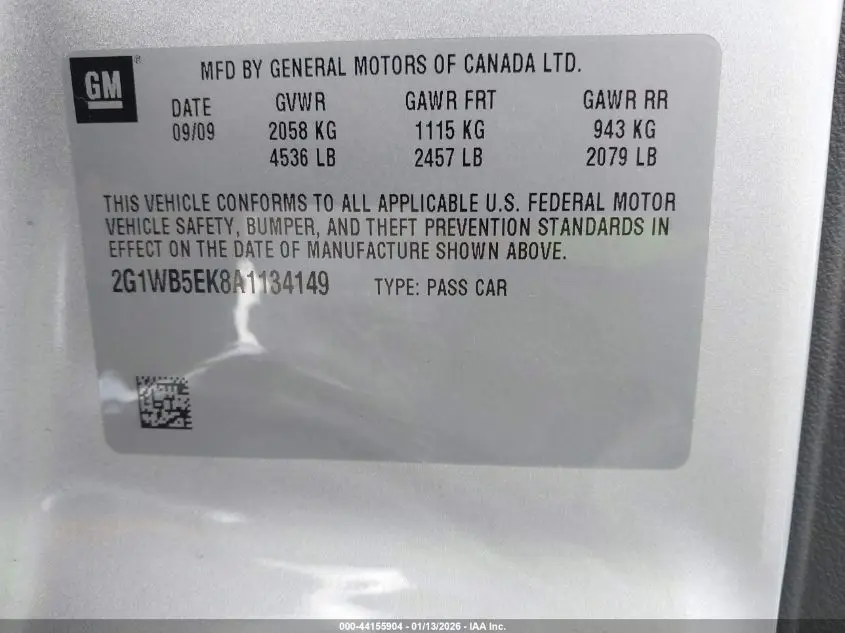 GM
MFD BY GENERAL MOTORS OF CANADA LTD.
DATE GVWR GAWR FRT GAWR RR
09/09 2058 KG 1115 KG 943 KG
4536 LB 2457 LB 2079 LB
THIS VEHICLE CONFORMS TO ALL APPLICABLE U.S. FEDERAL MOTOR
VEHICLE SAFETY, BUMPER, AND THEFT PREVENTION STANDARDS IN
EFFECT ON THE DATE OF MANUFACTURE SHOWN ABOVE.
2G1WB5EK8A1134149 TYPE: PASS CAR
000-44155904 - 01/13/2026 - IAA Inc.